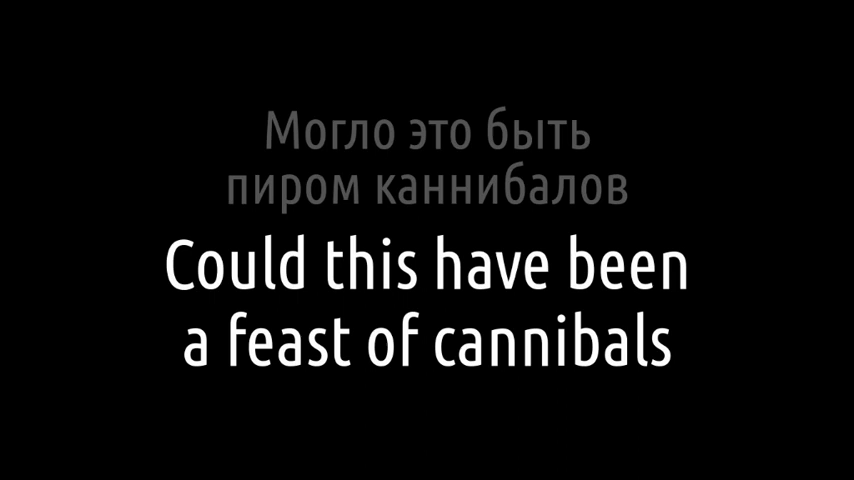 Могло это быть
пиром каннибалов
Could this have been
a feast of cannibals